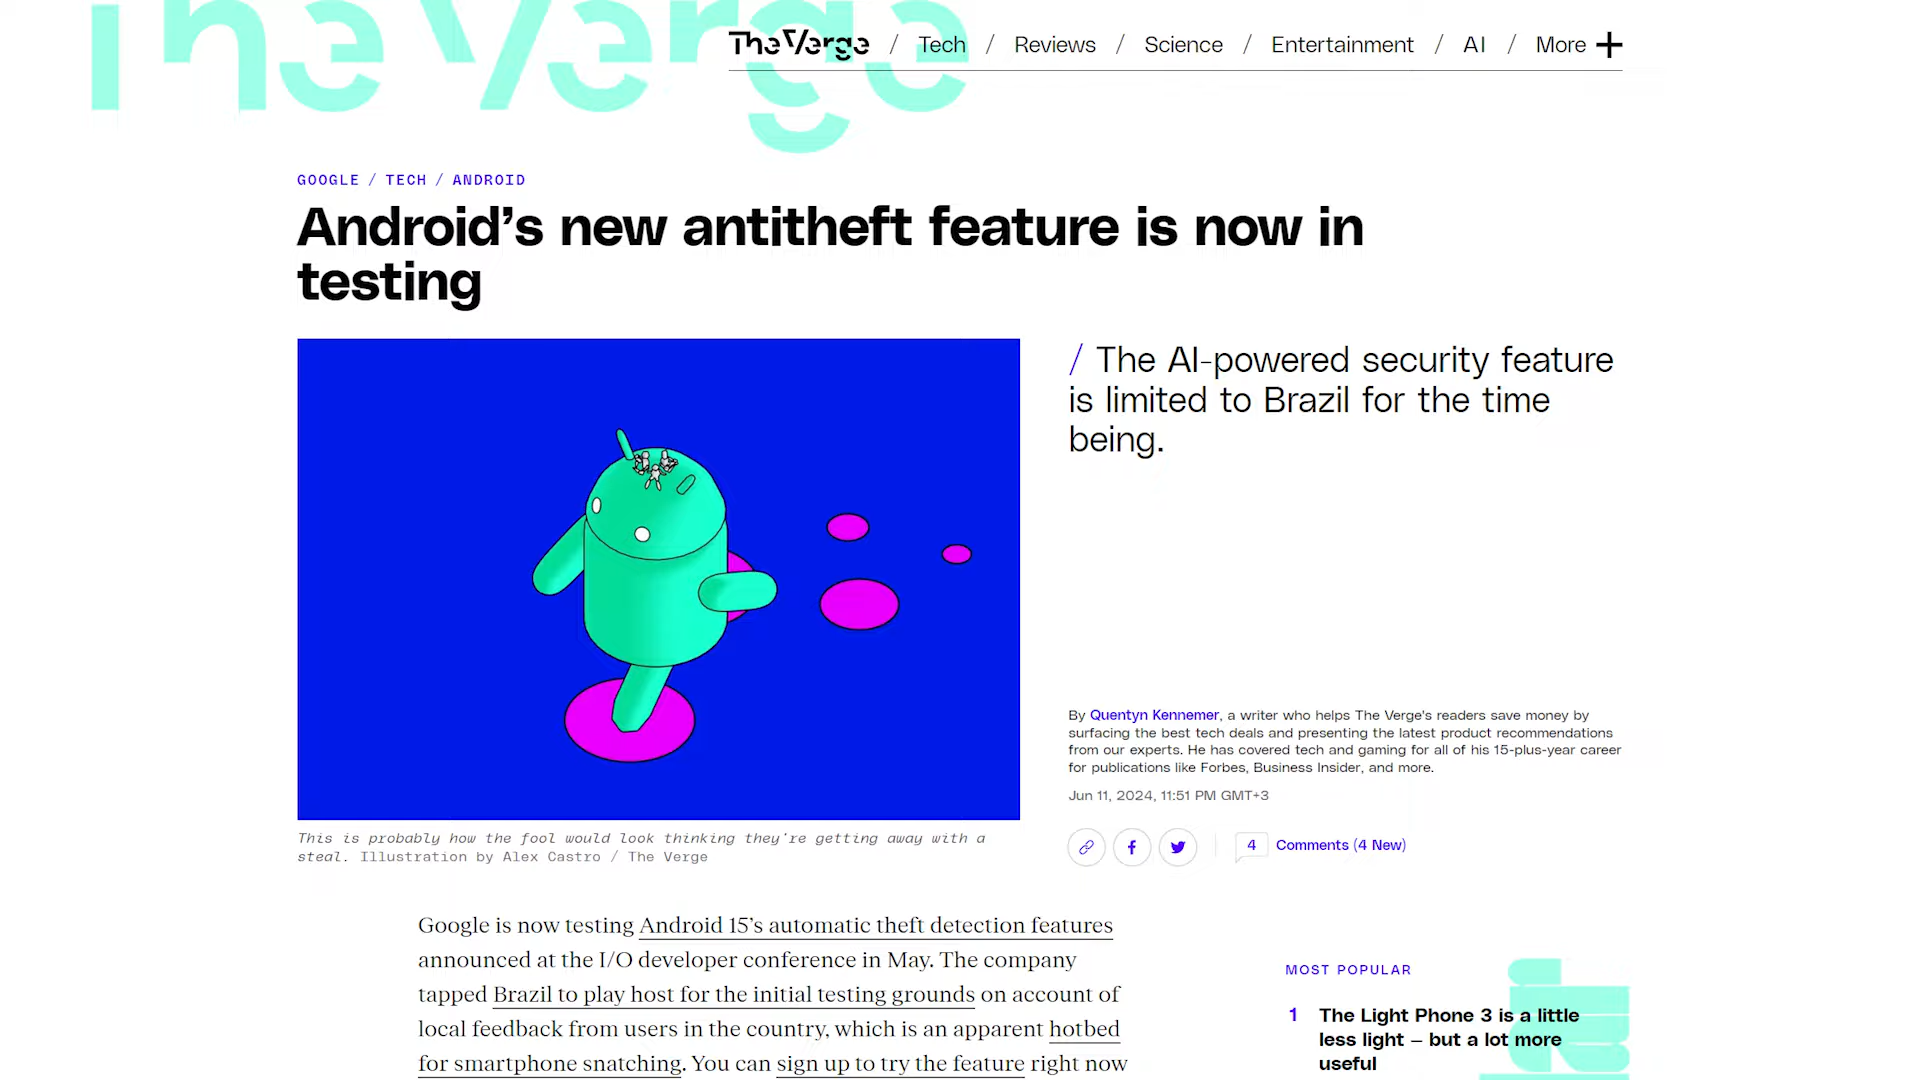 The Verge
The Verge / Tech / Reviews / Science / Entertainment / AI / More +
GOOGLE / TECH / ANDROID
Android’s new antitheft feature is now in
testing
/ The AI-powered security feature
is limited to Brazil for the time
being.
By Quentyn Kennemer, a writer who helps The Verge's readers save money by
surfacing the best tech deals and presenting the latest product recommendations
from our experts. He has covered tech and gaming for all of his 15-plus-year career
for publications like Forbes, Business Insider, and more.
Jun 11, 2024, 11:51 PM GMT+3
4 Comments (4 New)
This is probably how the fool would look thinking they’re getting away with a
steal. Illustration by Alex Castro / The Verge
Google is now testing Android 15’s automatic theft detection features
announced at the I/O developer conference in May. The company
tapped Brazil to play host for the initial testing grounds on account of
local feedback from users in the country, which is an apparent hotbed
for smartphone snatching. You can sign up to try the feature right now
MOST POPULAR
1 The Light Phone 3 is a little
less light – but a lot more
useful